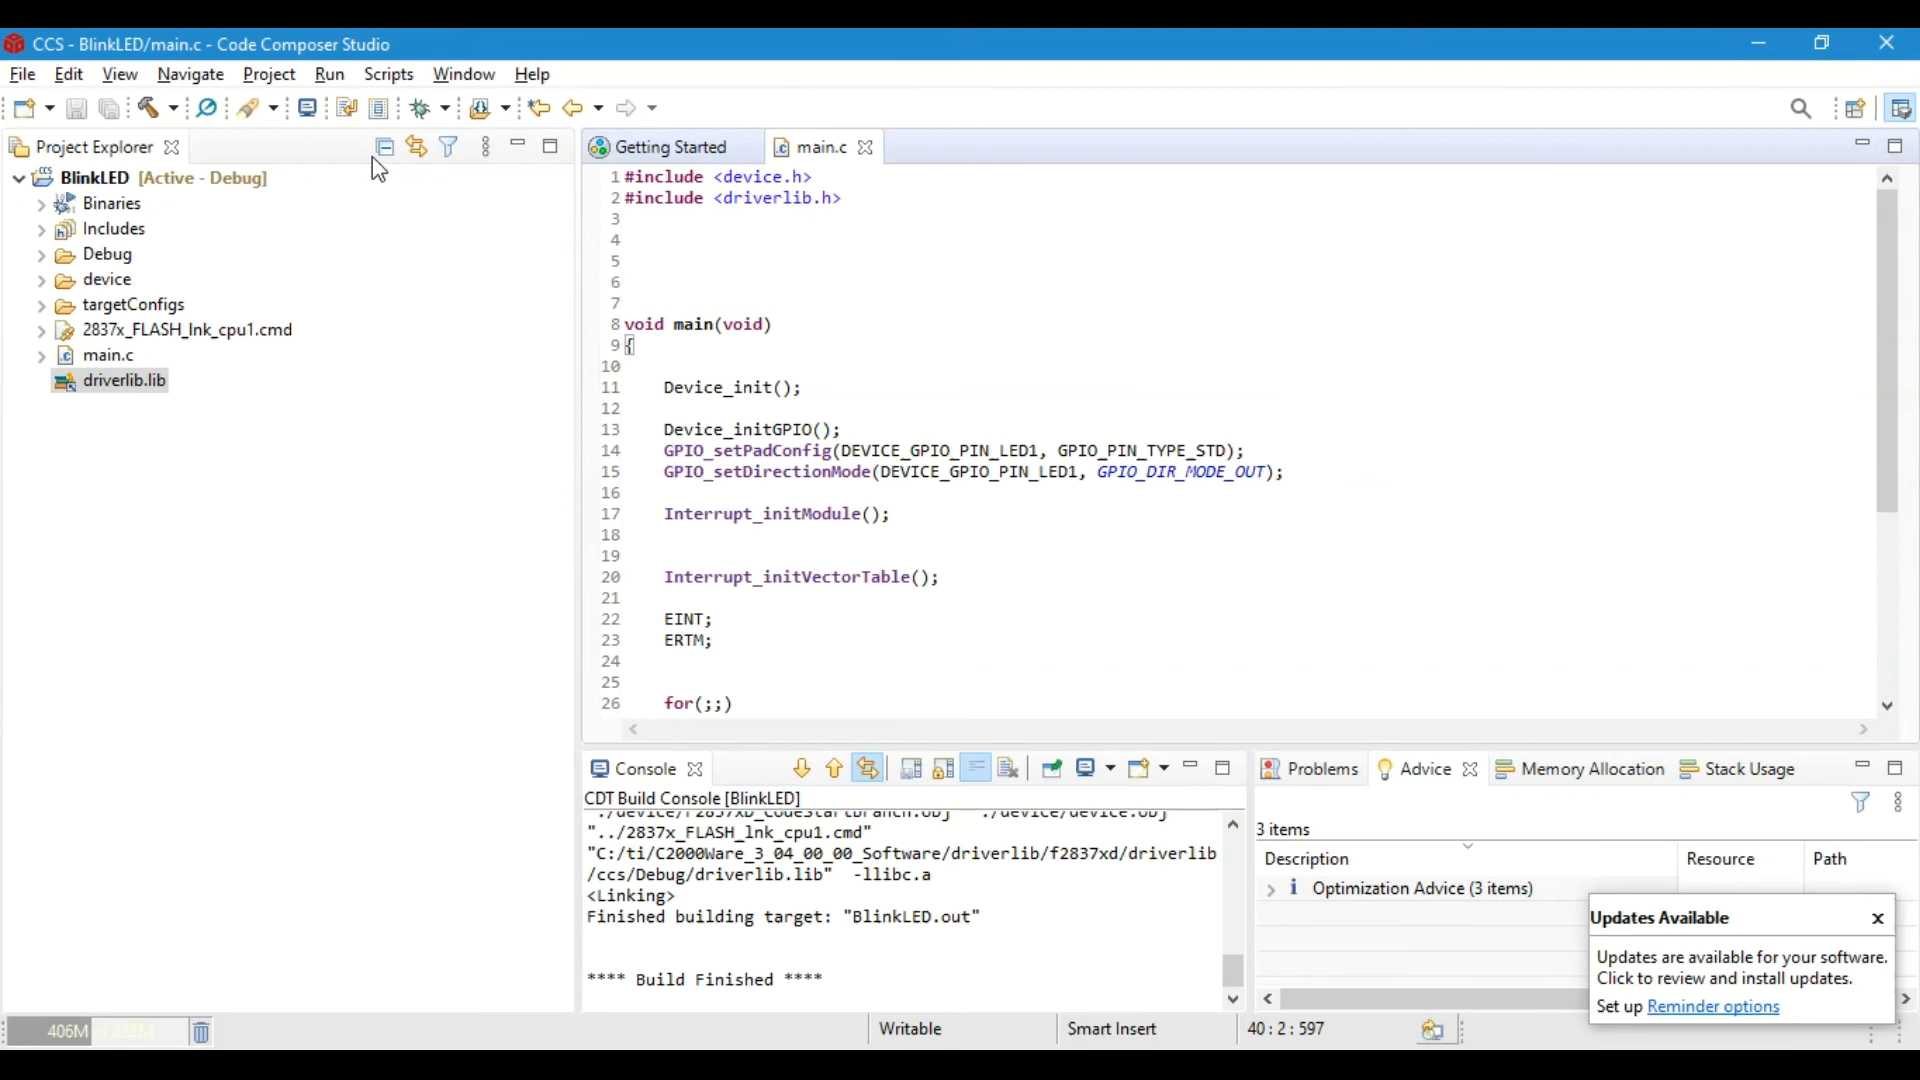 CCS - BlinkLED/main.c - Code Composer Studio
File Edit View Navigate Project Run Scripts Window Help
Project Explorer
BlinkLED [Active - Debug]
Binaries
Includes
Debug
device
targetConfigs
2837x_FLASH_lnk_cpu1.cmd
main.c
driverlib.lib
Getting Started main.c
1 #include <device.h>
2 #include <driverlib.h>
3
4
5
6
7
8 void main(void)
9 {
10
11 Device_init();
12
13 Device_initGPIO();
14 GPIO_setPadConfig(DEVICE_GPIO_PIN_LED1, GPIO_PIN_TYPE_STD);
15 GPIO_setDirectionMode(DEVICE_GPIO_PIN_LED1, GPIO_DIR_MODE_OUT);
16
17 Interrupt_initModule();
18
19
20 Interrupt_initVectorTable();
21
22 EINT;
23 ERTM;
24
25
26 for(;;)
Console
CDT Build Console [BlinkLED]
"../2837x_FLASH_lnk_cpu1.cmd"
"C:/ti/C2000Ware_3_04_00_00_Software/driverlib/f2837xd/driverlib
/ccs/Debug/driverlib.lib" -llibc.a
<Linking>
Finished building target: "BlinkLED.out"
**** Build Finished ****
Problems Advice Memory Allocation Stack Usage
3 items
Description Resource Path
i Optimization Advice (3 items)
Updates Available
Updates are available for your software.
Click to review and install updates.
Set up Reminder options
406M
Writable Smart Insert 40 : 2 : 597